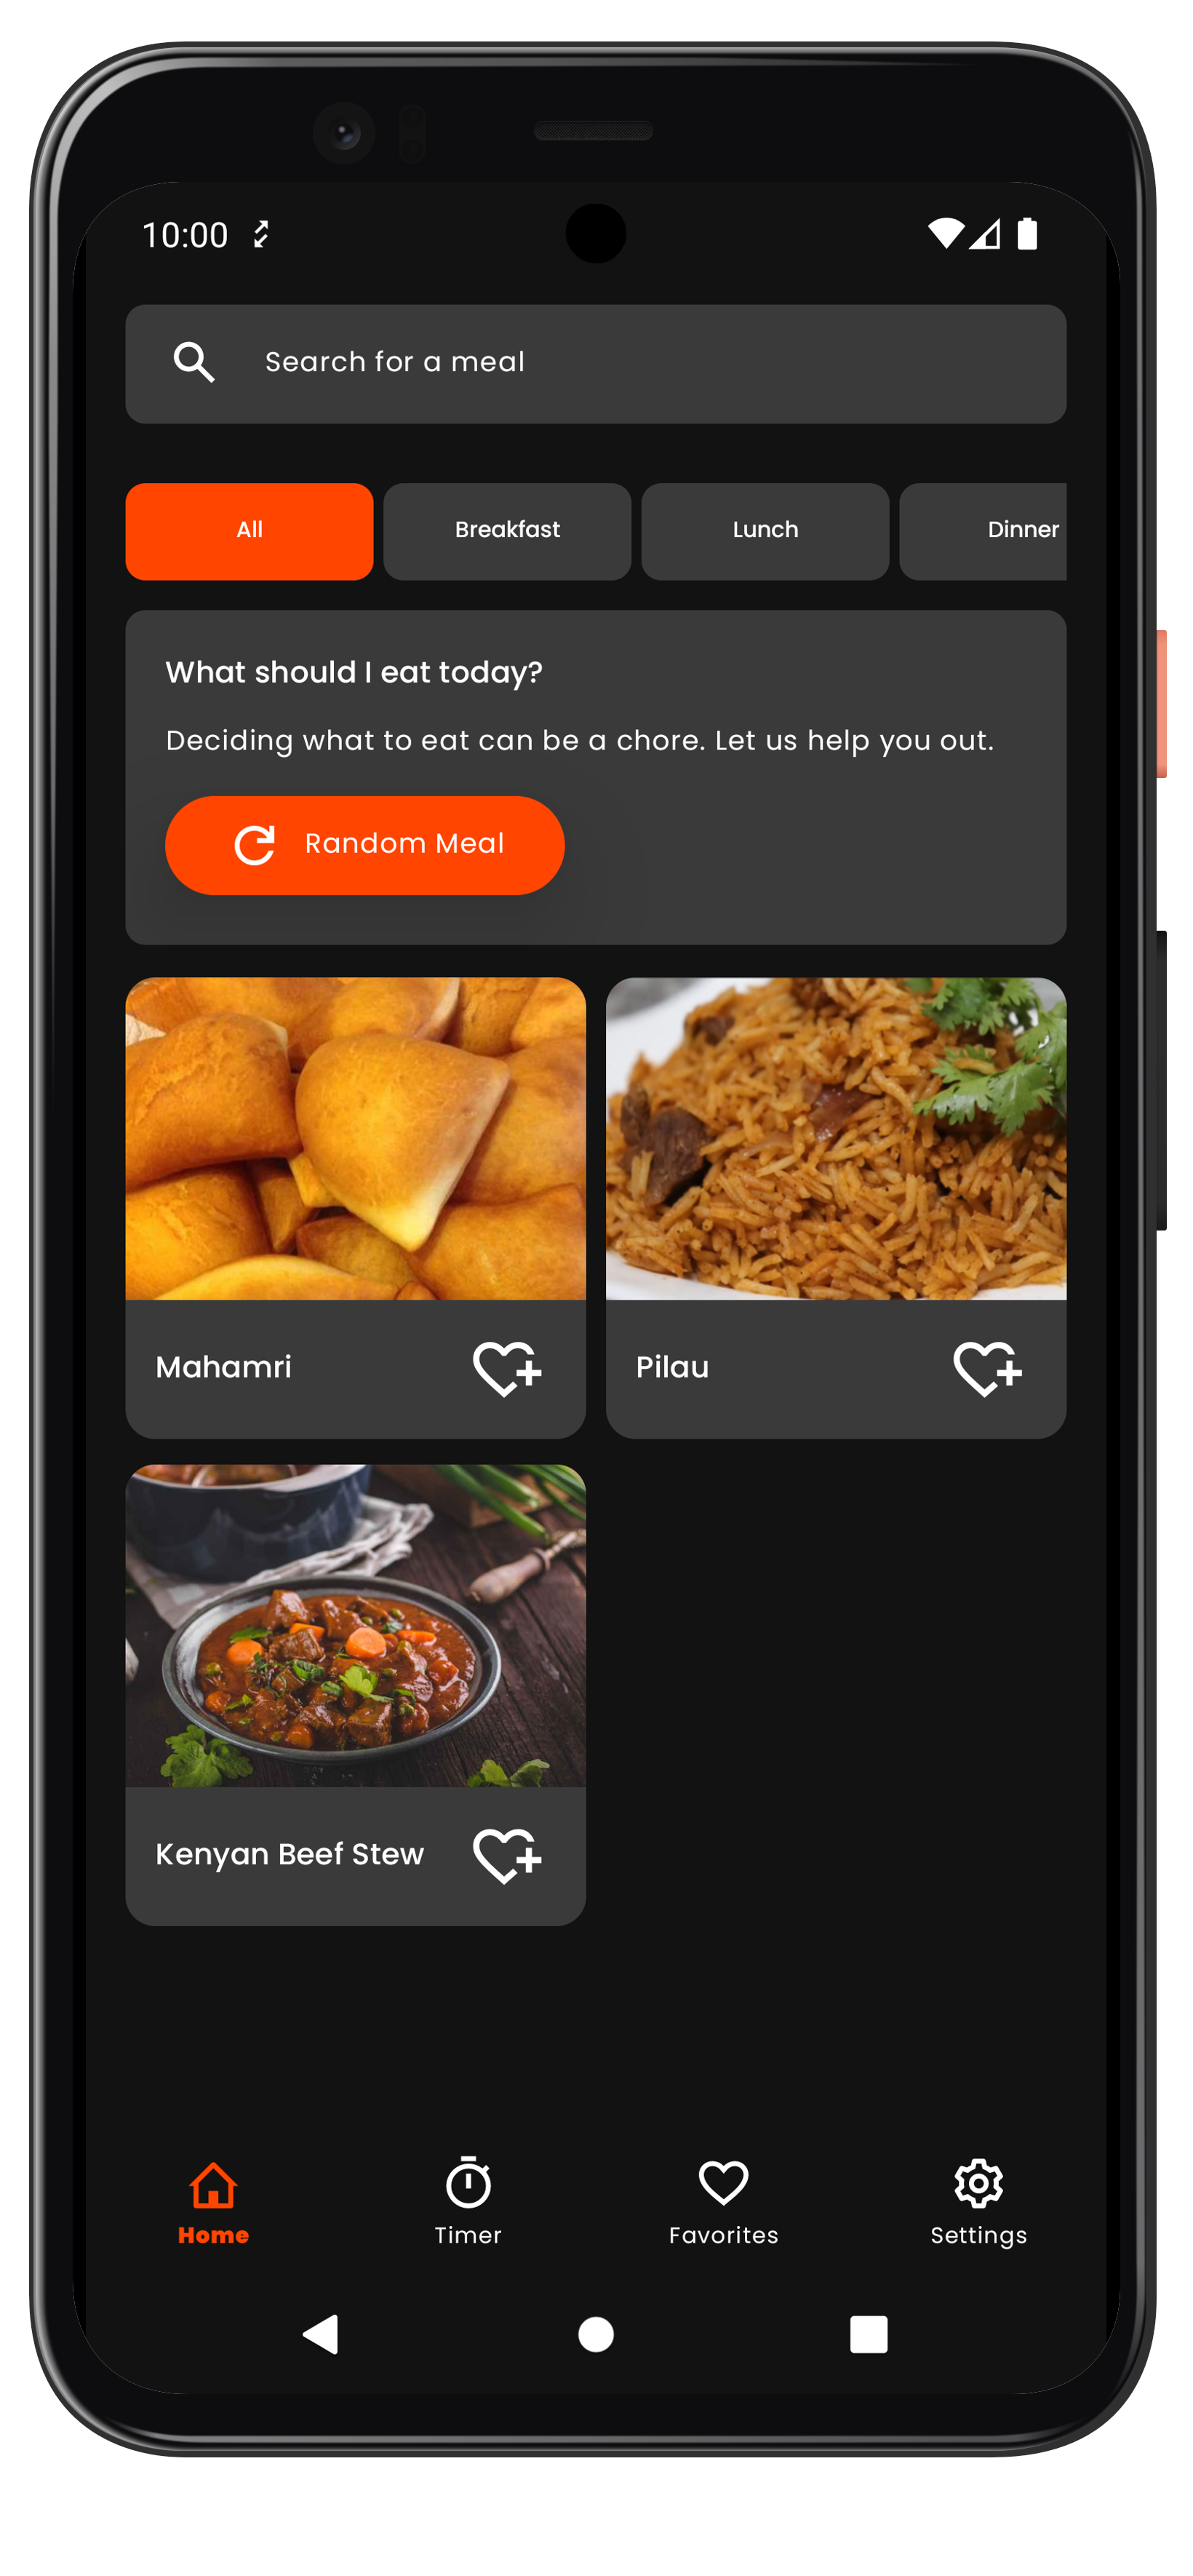 10:00
Search for a meal
All
Breakfast
Lunch
Dinner
What should I eat today?
Deciding what to eat can be a chore. Let us help you out.
Random Meal
Mahamri
Pilau
Kenyan Beef Stew
Home
Timer
Favorites
Settings